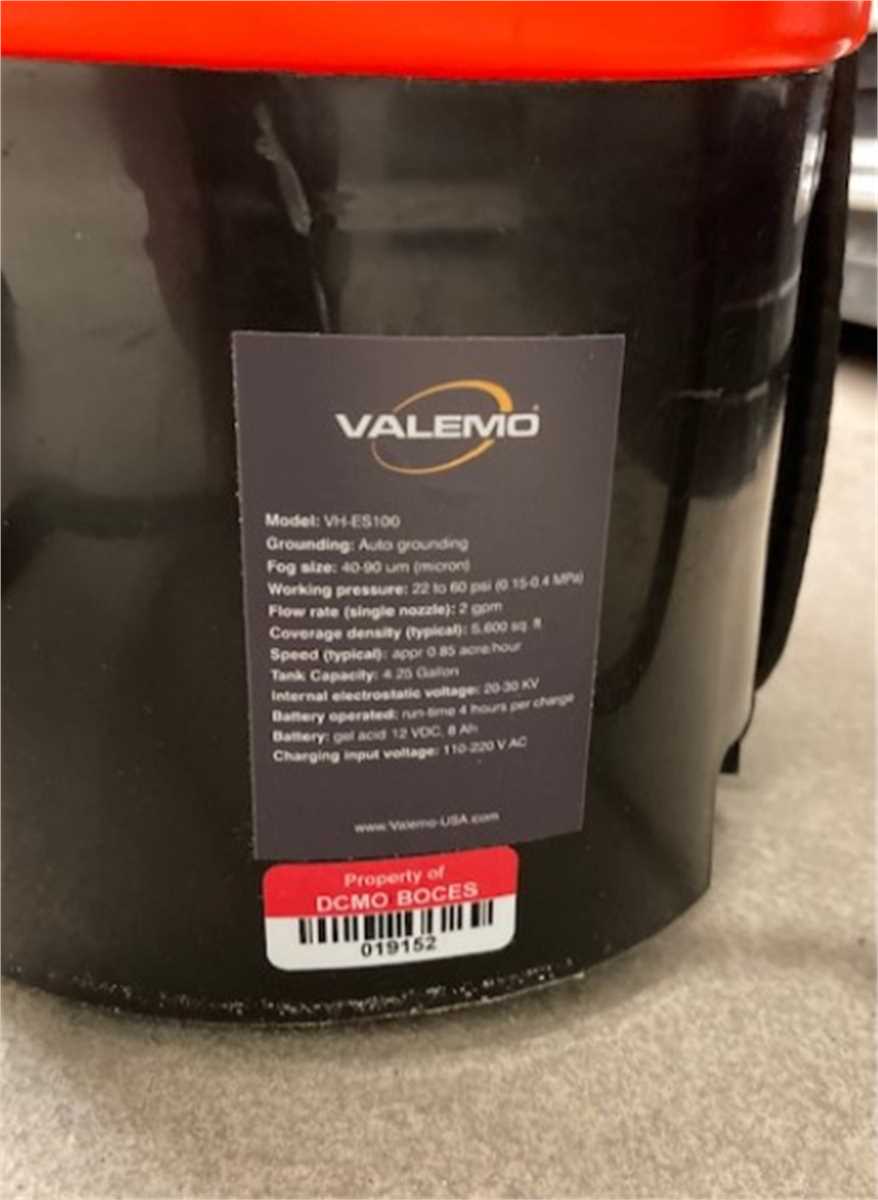 VALEMO
Model: VH-ES100
Grounding: Auto grounding
Fog size: 40-90 um (micron)
Working pressure: 22 to 60 psi (0.15-0.4 MPa)
Flow rate (single nozzle): 2 gpm
Coverage density (typical): 5,600 sq. ft
Speed (typical): appr 0.85 acre/hour
Tank Capacity: 4.25 Gallon
Internal electrostatic voltage: 20-30 KV
Battery operated: run-time 4 hours per charge
Battery: gel acid 12 VDC, 8 Ah
Charging input voltage: 110-220 V AC
www.Valemo-USA.com
Property of
DCMO BOCES
019152